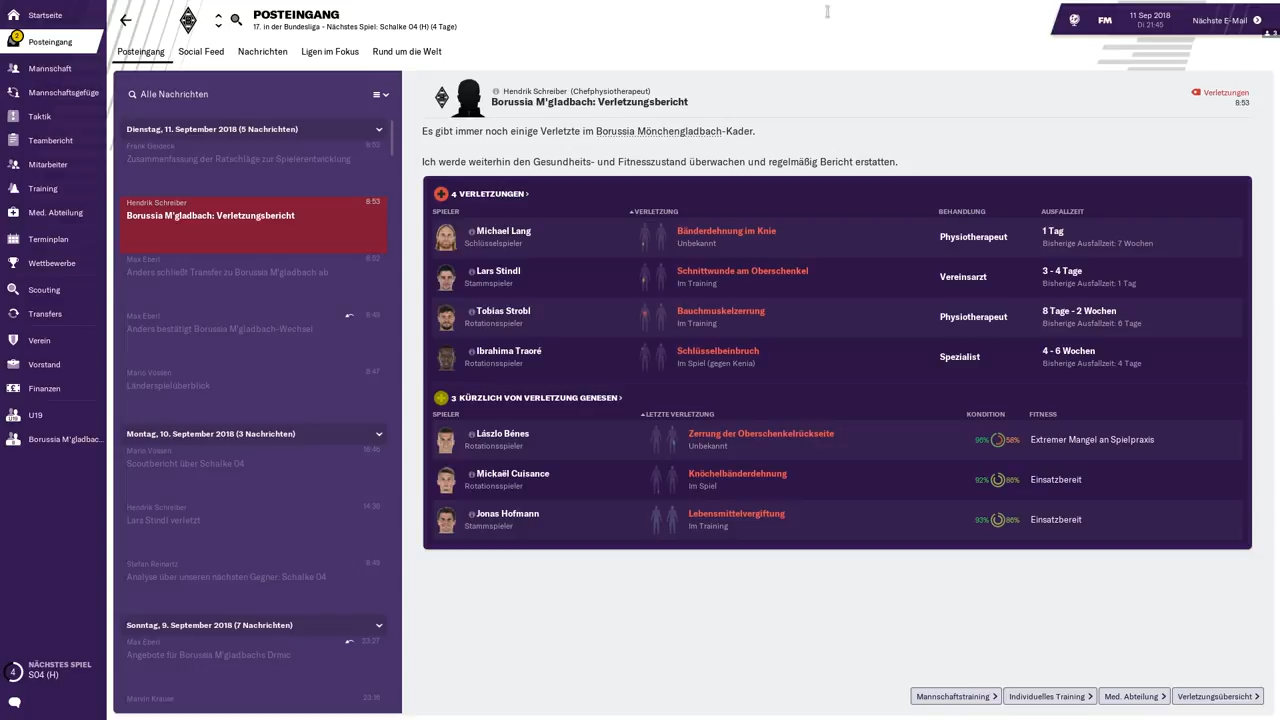 Startseite
2
Posteingang
Mannschaft
Mannschaftsgefüge
Taktik
Teambericht
Mitarbeiter
Training
Med. Abteilung
Terminplan
Wettbewerbe
Scouting
Transfers
Verein
Vorstand
Finanzen
U19
Borussia M'gladbac...
4
NÄCHSTES SPIEL
S04 (H)
POSTEINGANG
17. in der Bundesliga - Nächstes Spiel: Schalke 04 (H) (4 Tage)
Posteingang Social Feed Nachrichten Ligen im Fokus Rund um die Welt
FM
11 Sep 2018
Di 21:45
Nächste E-Mail
3
Alle Nachrichten
Dienstag, 11. September 2018 (5 Nachrichten)
Frank Geideck 8:53
Zusammenfassung der Ratschläge zur Spielerentwicklung
Hendrik Schreiber 8:53
Borussia M'gladbach: Verletzungsbericht
Max Eberl 8:52
Anders schließt Transfer zu Borussia M'gladbach ab
Max Eberl 8:49
Anders bestätigt Borussia M'gladbach-Wechsel
Mario Vossen 8:47
Länderspielüberblick
Montag, 10. September 2018 (3 Nachrichten)
Mario Vossen 16:46
Scoutbericht über Schalke 04
Hendrik Schreiber 14:36
Lars Stindl verletzt
Stefan Reinartz 8:49
Analyse über unseren nächsten Gegner: Schalke 04
Sonntag, 9. September 2018 (7 Nachrichten)
Max Eberl 23:27
Angebote für Borussia M'gladbachs Drmic
Marvin Krause 23:16
Hendrik Schreiber (Chefphysiotherapeut)
Borussia M'gladbach: Verletzungsbericht
Verletzungen
8:53
Es gibt immer noch einige Verletzte im Borussia Mönchengladbach-Kader.
Ich werde weiterhin den Gesundheits- und Fitnesszustand überwachen und regelmäßig Bericht erstatten.
4 VERLETZUNGEN
SPIELER VERLETZUNG BEHANDLUNG AUSFALLZEIT
Michael Lang Bänderdehnung im Knie Physiotherapeut 1 Tag
Schlüsselspieler Unbekannt Bisherige Ausfallzeit: 7 Wochen
Lars Stindl Schnittwunde am Oberschenkel Vereinsarzt 3 - 4 Tage
Stammspieler Im Training Bisherige Ausfallzeit: 1 Tag
Tobias Strobl Bauchmuskelzerrung Physiotherapeut 8 Tage - 2 Wochen
Rotationsspieler Im Training Bisherige Ausfallzeit: 6 Tage
Ibrahima Traoré Schlüsselbeinbruch Spezialist 4 - 6 Wochen
Rotationsspieler Im Spiel (gegen Kenia) Bisherige Ausfallzeit: 4 Tage
3 KÜRZLICH VON VERLETZUNG GENESEN
SPIELER LETZTE VERLETZUNG KONDITION FITNESS
László Bénes Zerrung der Oberschenkelrückseite 96% 58% Extremer Mangel an Spielpraxis
Rotationsspieler Unbekannt
Mickaël Cuisance Knöchelbänderdehnung 92% 86% Einsatzbereit
Rotationsspieler Im Spiel
Jonas Hofmann Lebensmittelvergiftung 93% 86% Einsatzbereit
Stammspieler Im Training
Mannschaftstraining Individuelles Training Med. Abteilung Verletzungsübersicht